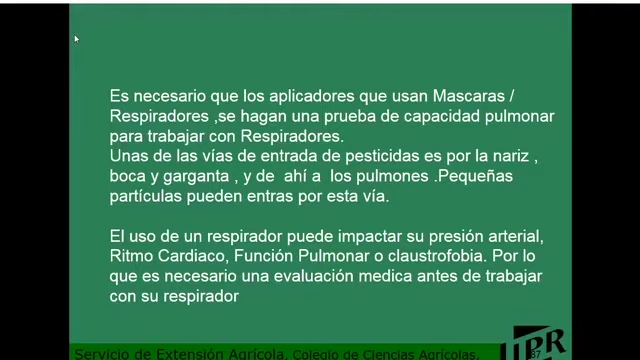 Es necesario que los aplicadores que usan Mascaras /
Respiradores ,se hagan una prueba de capacidad pulmonar
para trabajar con Respiradores.
Unas de las vías de entrada de pesticidas es por la nariz ,
boca y garganta , y de ahí a los pulmones .Pequeñas
partículas pueden entras por esta vía.
El uso de un respirador puede impactar su presión arterial,
Ritmo Cardiaco, Función Pulmonar o claustrofobia. Por lo
que es necesario una evaluación medica antes de trabajar
con su respirador
Servicio de Extensión Agrícola, Colegio de Ciencias Agrícolas,
UPR
37